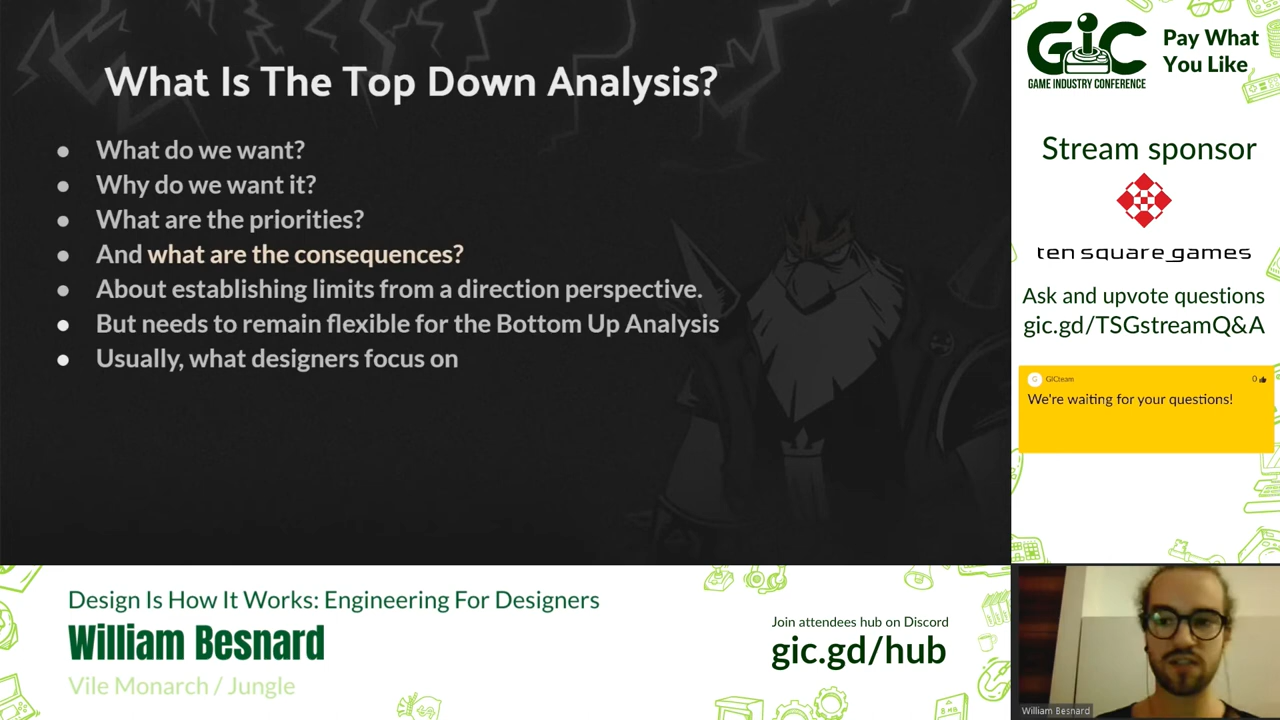 What Is The Top Down Analysis?
● What do we want?
● Why do we want it?
● What are the priorities?
● And what are the consequences?
● About establishing limits from a direction perspective.
● But needs to remain flexible for the Bottom Up Analysis
● Usually, what designers focus on
GIC
GAME INDUSTRY CONFERENCE
Pay What
You Like
Stream sponsor
ten square games
Ask and upvote questions
gic.gd/TSGstreamQ&A
G GICteam 0
We're waiting for your questions!
Design Is How It Works: Engineering For Designers
William Besnard
Vile Monarch / Jungle
Join attendees hub on Discord
gic.gd/hub
William Besnard